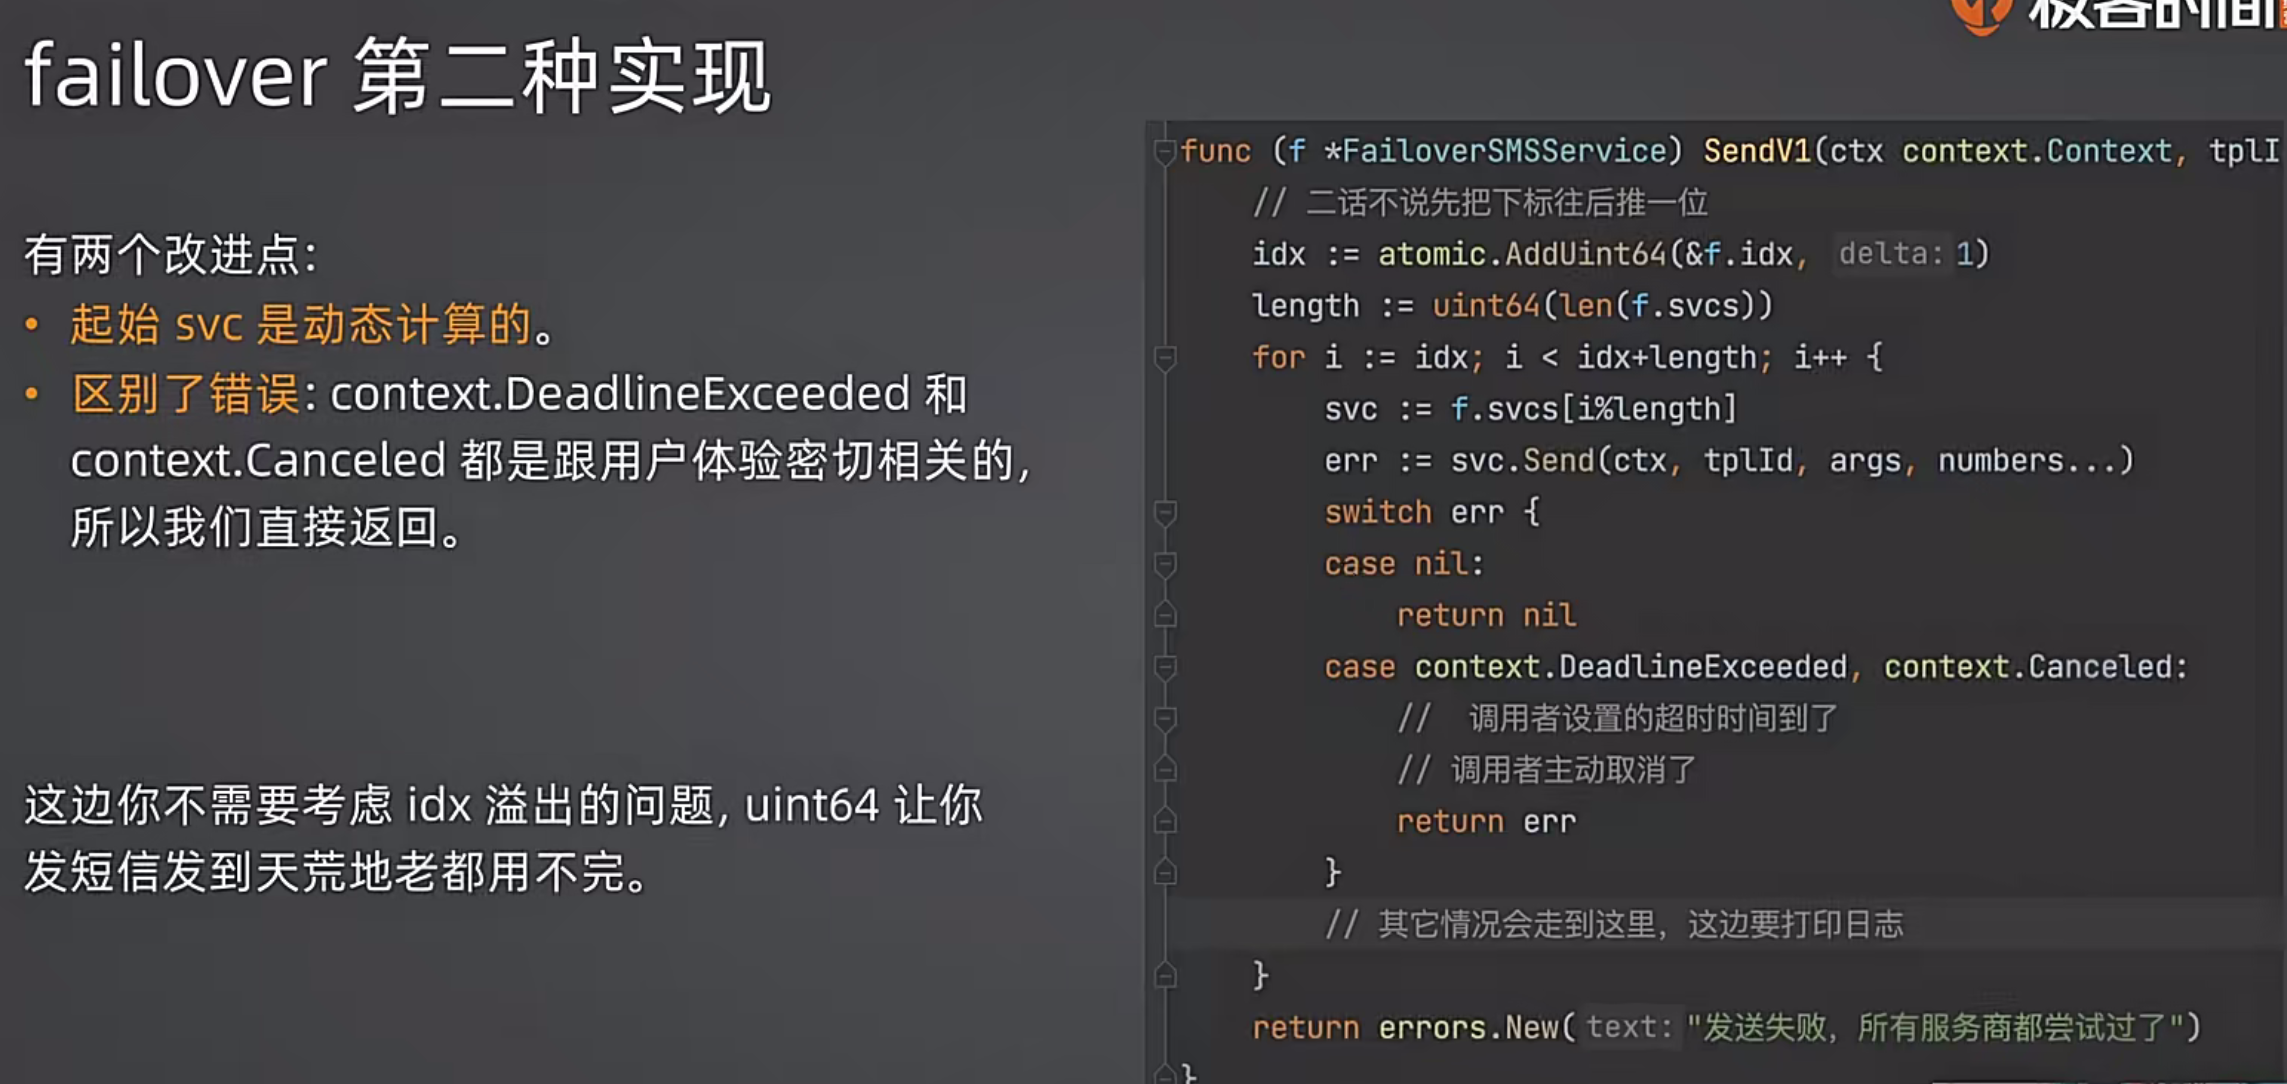 极客时间
failover 第二种实现
有两个改进点:
• 起始 svc 是动态计算的。
• 区别了错误: context.DeadlineExceeded 和
context.Canceled 都是跟用户体验密切相关的,
所以我们直接返回。
这边你不需要考虑 idx 溢出的问题, uint64 让你
发短信发到天荒地老都用不完。
func (f *FailoverSMSService) SendV1(ctx context.Context, tplI
// 二话不说先把下标往后推一位
idx := atomic.AddUint64(&f.idx, delta: 1)
length := uint64(len(f.svcs))
for i := idx; i < idx+length; i++ {
svc := f.svcs[i%length]
err := svc.Send(ctx, tplId, args, numbers...)
switch err {
case nil:
return nil
case context.DeadlineExceeded, context.Canceled:
// 调用者设置的超时时间到了
// 调用者主动取消了
return err
}
// 其它情况会走到这里，这边要打印日志
}
return errors.New( text: "发送失败，所有服务商都尝试过了")
}